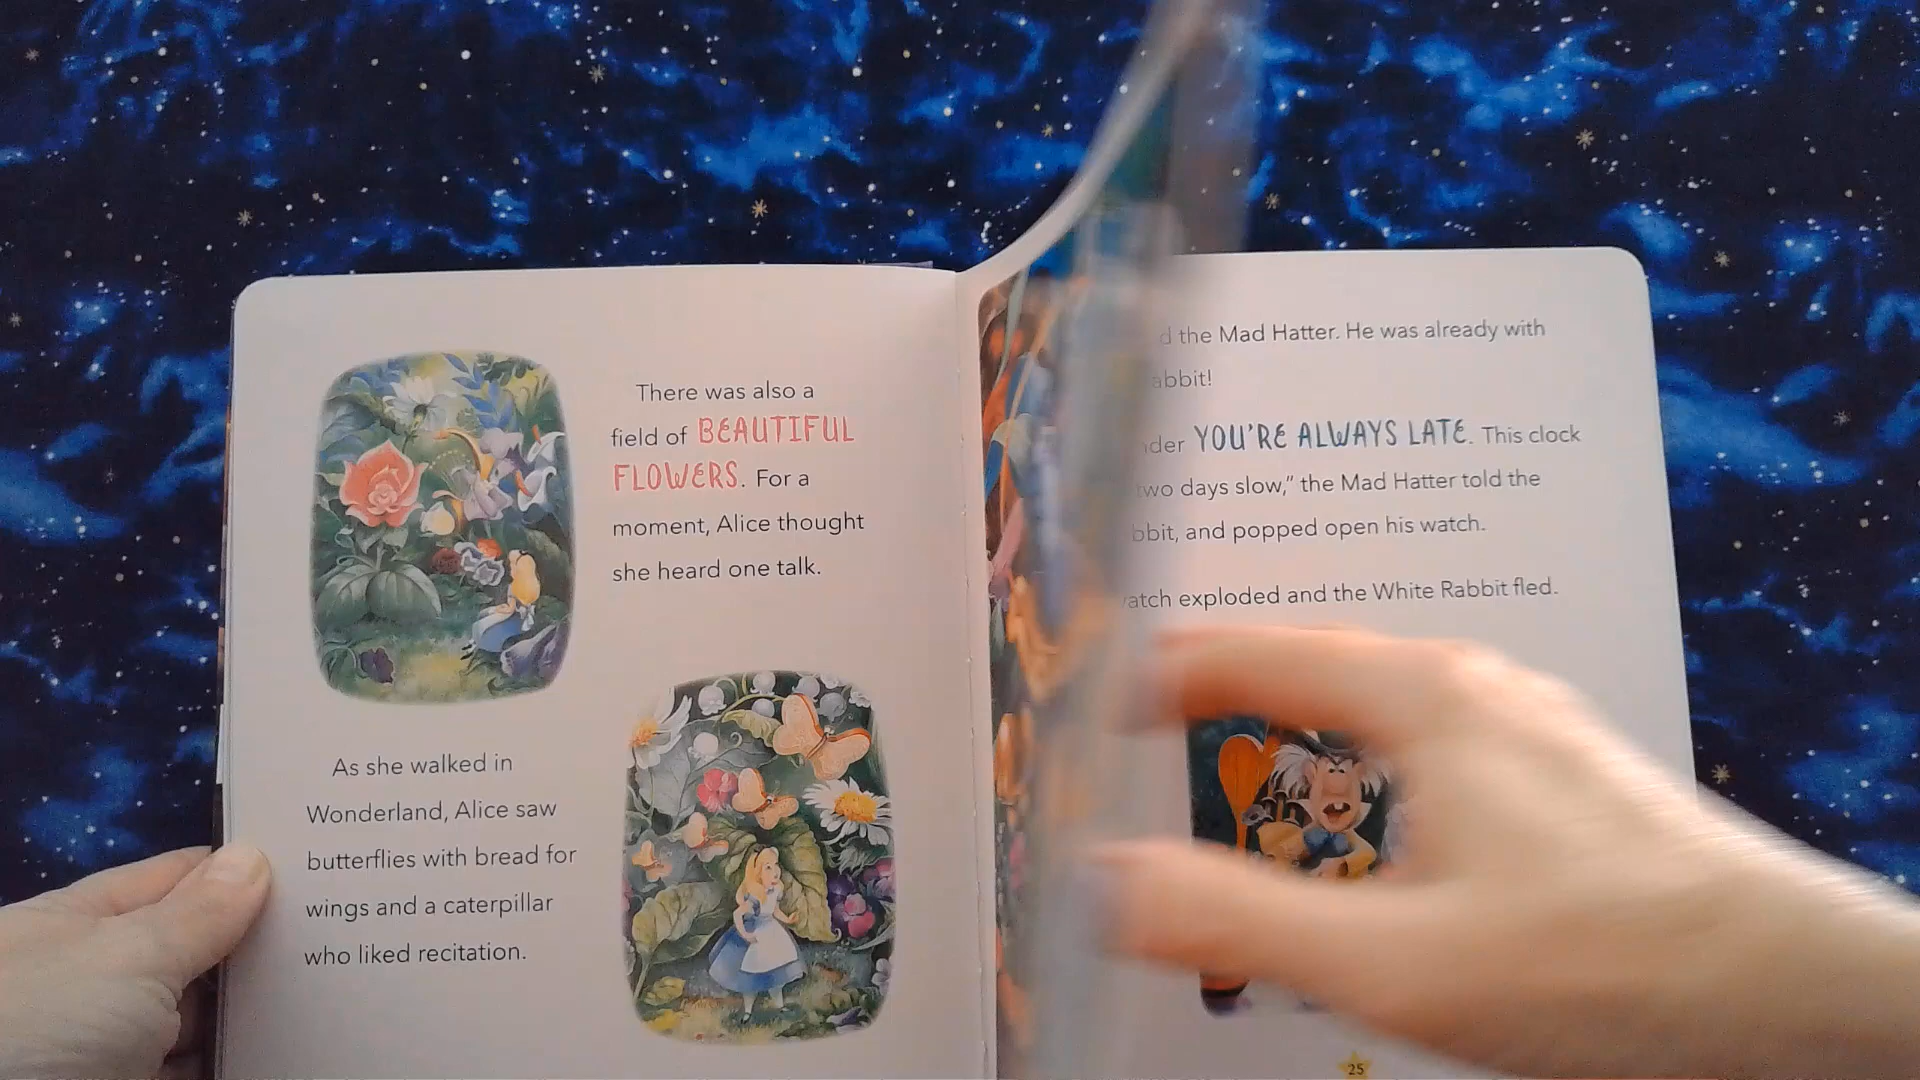 There was also a
field of BEAUTIFUL
FLOWERS. For a
moment, Alice thought
she heard one talk.
As she walked in
Wonderland, Alice saw
butterflies with bread for
wings and a caterpillar
who liked recitation.
the Mad Hatter. He was already with
YOU'RE ALWAYS LATE. This clock
two days slow," the Mad Hatter told the
and popped open his watch.
exploded and the White Rabbit fled.
25